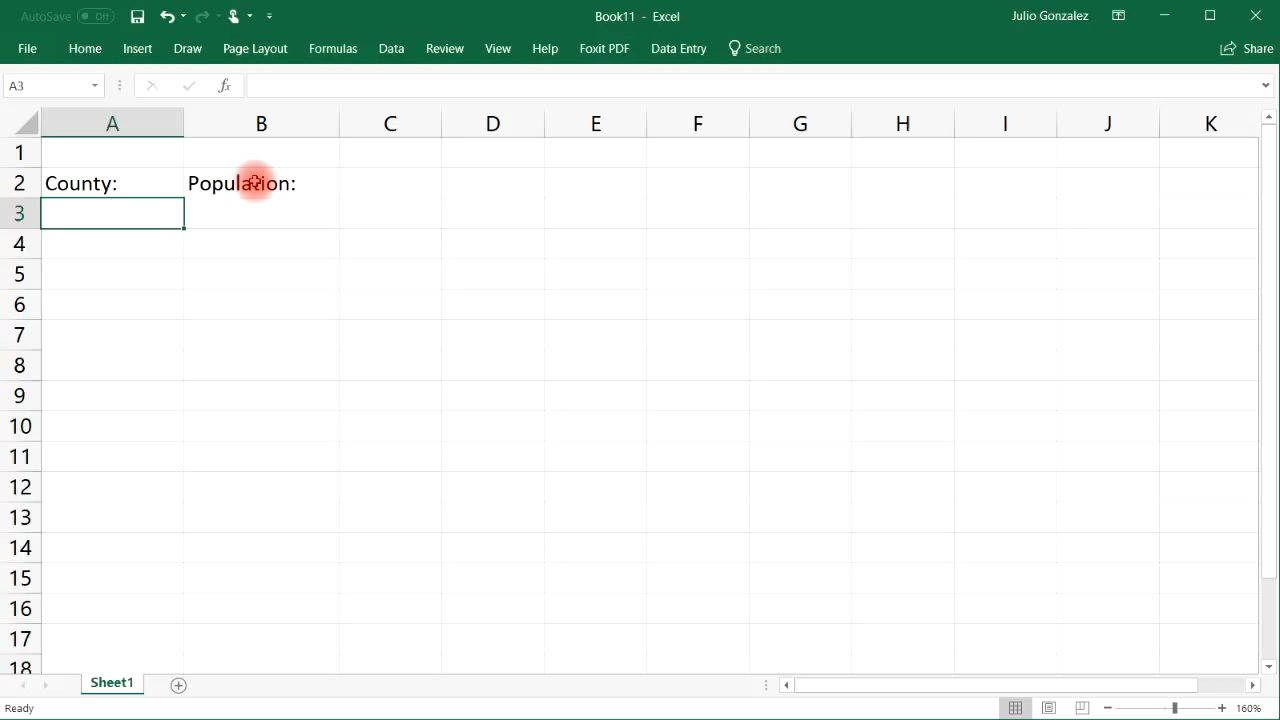 AutoSave Off Book11 - Excel Julio Gonzalez
File Home Insert Draw Page Layout Formulas Data Review View Help Foxit PDF Data Entry Search Share
A3 fx
A B C D E F G H I J K
1
2 County: Population:
3
4
5
6
7
8
9
10
11
12
13
14
15
16
17
18
Sheet1
Ready 160%